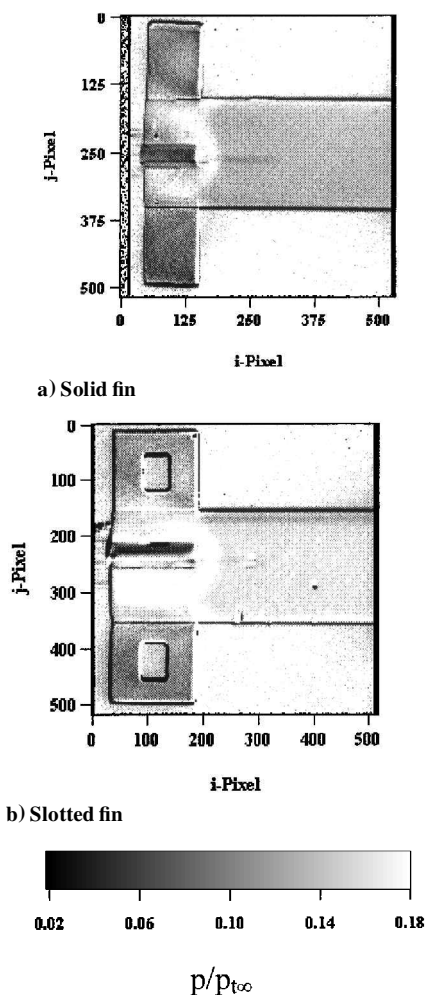 0
125
250
375
500
j-Pixel
0 125 250 375 500
i-Pixel
a) Solid fin
0
100
200
300
400
500
j-Pixel
0 100 200 300 400 500
i-Pixel
b) Slotted fin
0.02 0.06 0.10 0.14 0.18
p/pt∞